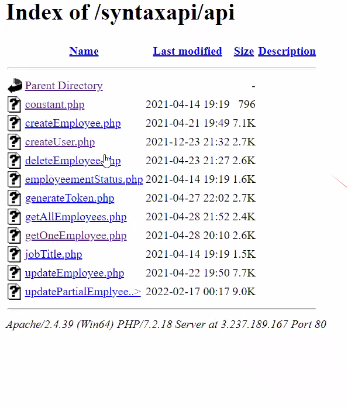 Index of /syntaxapi/api
Name Last modified Size Description
Parent Directory -
constant.php 2021-04-14 19:19 796
createEmployee.php 2021-04-21 19:49 7.1K
createUser.php 2021-12-23 21:32 2.7K
deleteEmployee.php 2021-04-23 21:27 2.6K
employeementStatus.php 2021-04-14 19:19 1.6K
generateToken.php 2021-04-27 22:02 2.7K
getAllEmployees.php 2021-04-28 21:52 2.4K
getOneEmployee.php 2021-04-28 20:10 2.6K
jobTitle.php 2021-04-14 19:19 1.5K
updateEmployee.php 2021-04-22 19:50 7.7K
updatePartialEmplyee..> 2022-02-17 00:17 9.0K
Apache/2.4.39 (Win64) PHP/7.2.18 Server at 3.237.189.167 Port 80